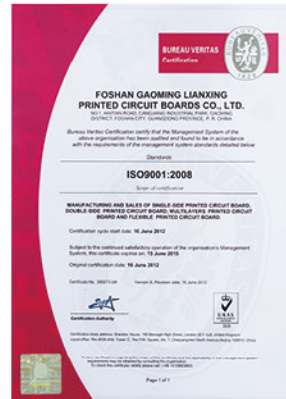 BUREAU VERITAS
Certification
FOSHAN GAOMING LIANXING
PRINTED CIRCUIT BOARDS CO., LTD.
NO.1, HAITIAN ROAD, CANGJIANG INDUSTRIAL PARK, GAOMING
DISTRICT, FOSHAN CITY, GUANGDONG PROVINCE, P. R. CHINA
Bureau Veritas Certification certify that the Management System of the
above organisation has been audited and found to be in accordance
with the requirements of the management system standards detailed below
Standards
ISO9001:2008
Scope of certification
MANUFACTURING AND SALES OF SINGLE-SIDE PRINTED CIRCUIT BOARD,
DOUBLE-SIDE PRINTED CIRCUIT BOARD, MULTILAYERS PRINTED CIRCUIT
BOARD AND FLEXIBLE PRINTED CIRCUIT BOARD.
Certification cycle start date: 16 June 2012
Subject to the continued satisfactory operation of the organisation's Management
System, this certificate expires on: 15 June 2015
Original certification date: 16 June 2012
Certification Authority
UKAS
Page 1 of 1